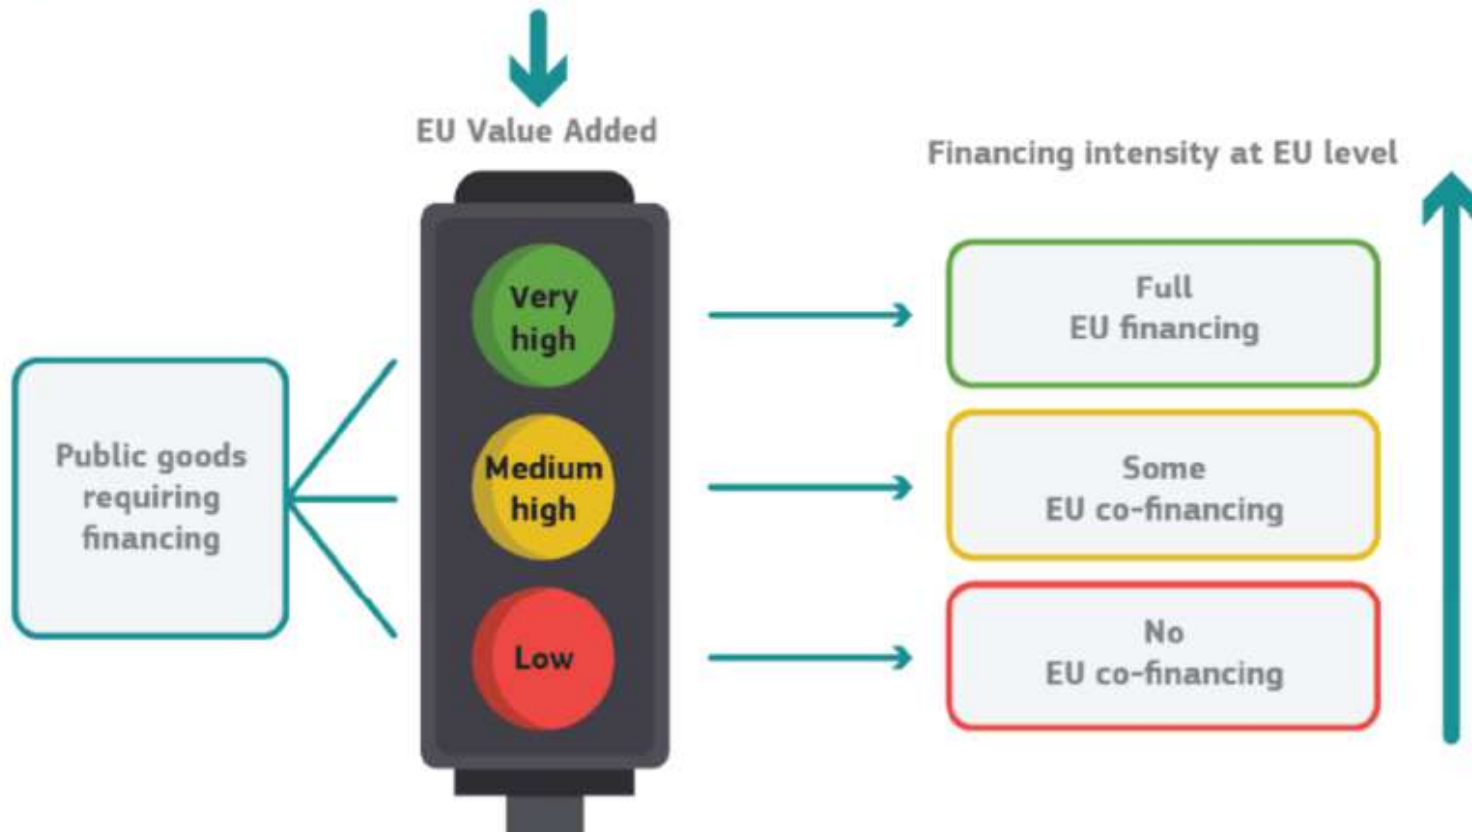 EU Value Added
Financing intensity at EU level
Very
high
Full
EU financing
Public goods
requiring
financing
Medium
high
Some
EU co-financing
Low
No
EU co-financing